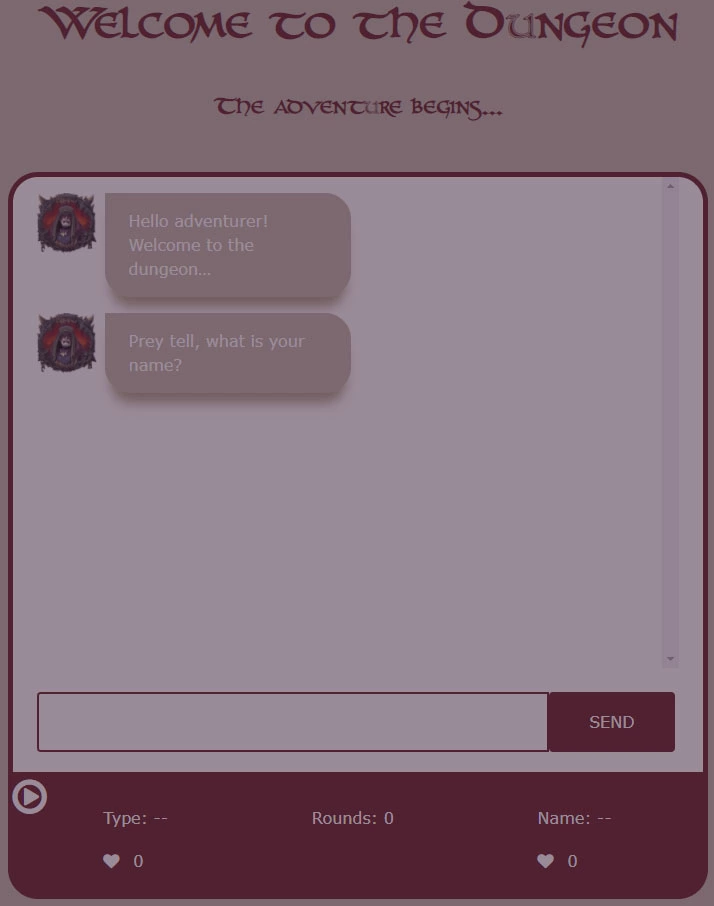 Welcome to the Dungeon
The adventure begins...
Hello adventurer!
Welcome to the
dungeon...
Prey tell, what is your
name?
SEND
Type: -- Rounds: 0 Name: --
0 0